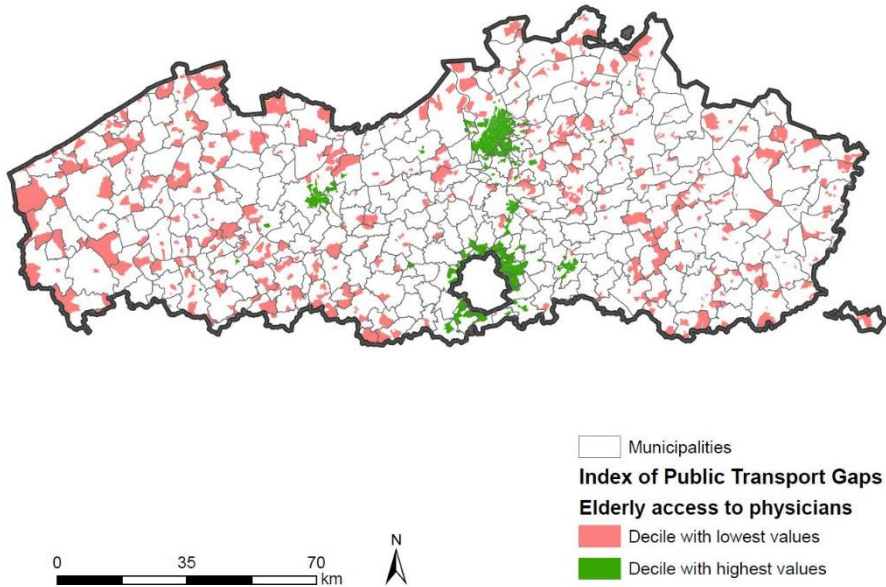 Municipalities
Index of Public Transport Gaps
Elderly access to physicians
Decile with lowest values
Decile with highest values
0 35 70
km
N